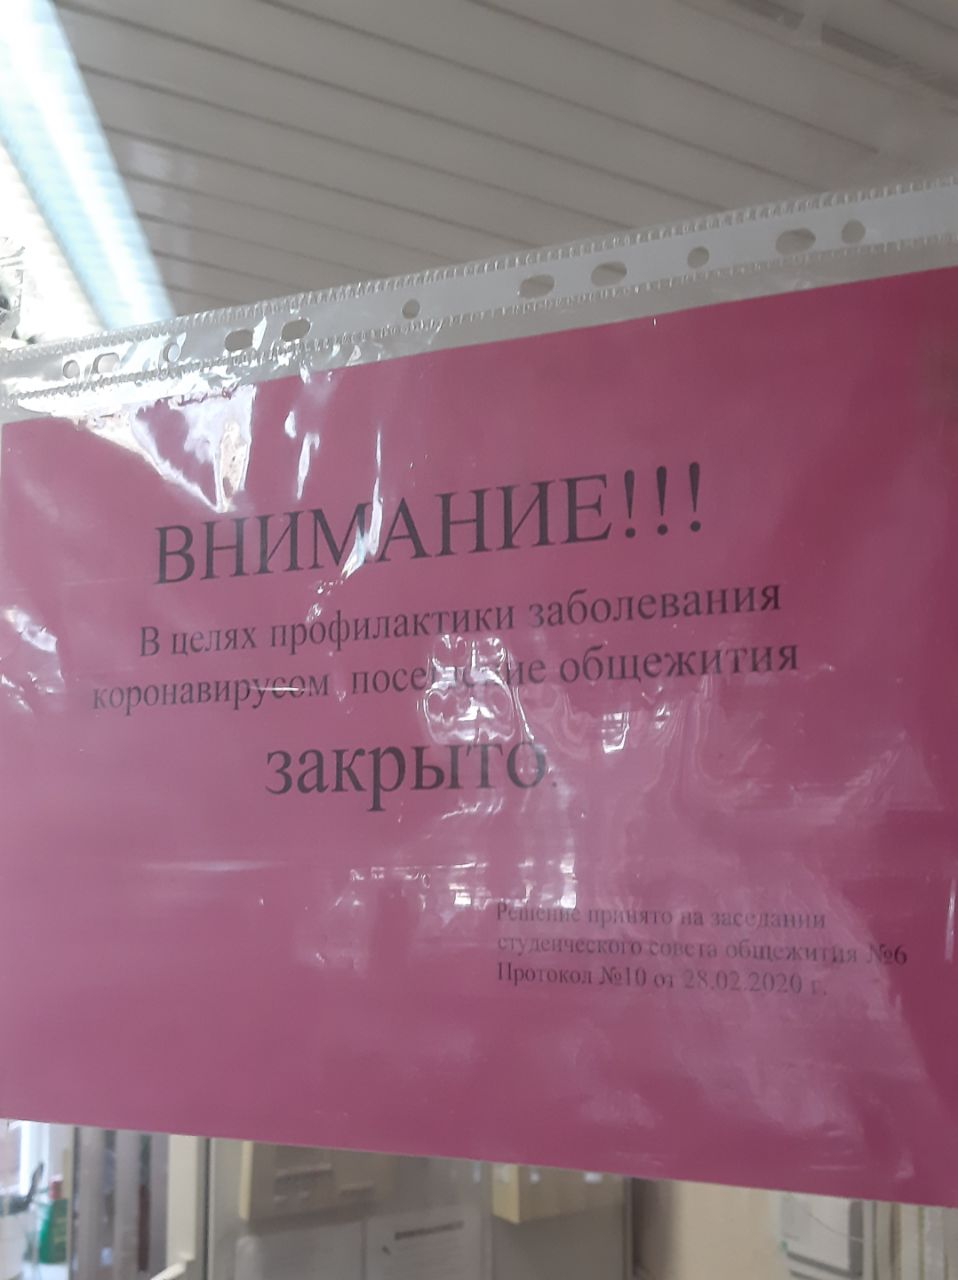 ВНИМАНИЕ!!!
В целях профилактики заболевания
коронавирусом посещение общежития
закрыто.
Решение принято на заседании
студенческого совета общежития №6
Протокол №10 от 28.02.2020 г.